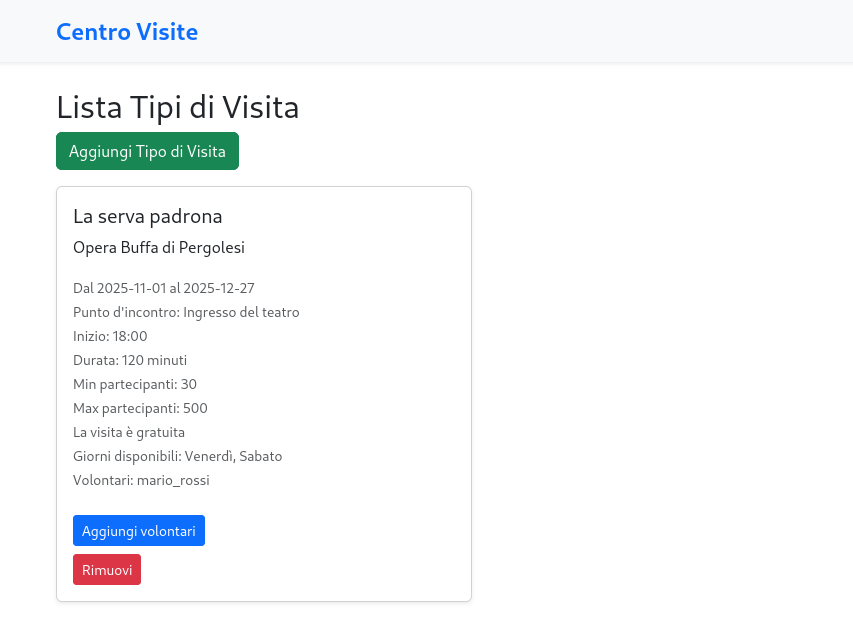 Centro Visite
Lista Tipi di Visita
Aggiungi Tipo di Visita
La serva padrona
Opera Buffa di Pergolesi
Dal 2025-11-01 al 2025-12-27
Punto d'incontro: Ingresso del teatro
Inizio: 18:00
Durata: 120 minuti
Min partecipanti: 30
Max partecipanti: 500
La visita è gratuita
Giorni disponibili: Venerdì, Sabato
Volontari: mario_rossi
Aggiungi volontari
Rimuovi